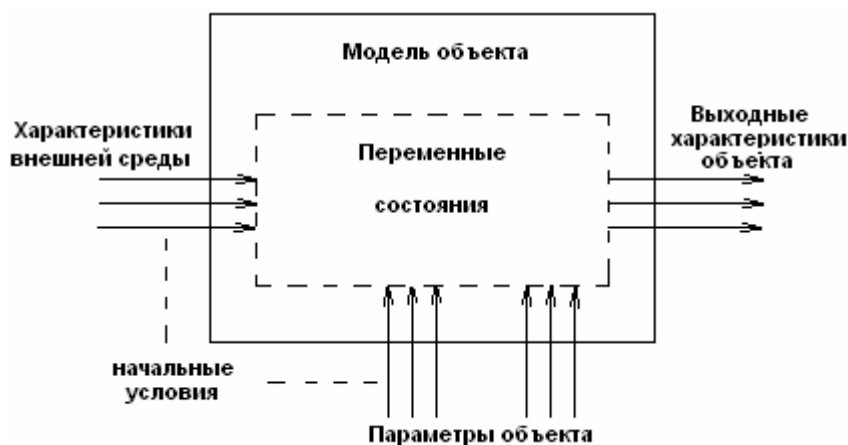 Модель объекта
Характеристики
внешней среды
Переменные
состояния
Выходные
характеристики
объекта
начальные
условия
Параметры объекта